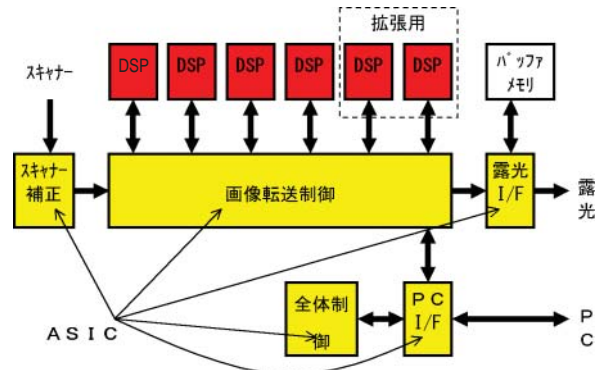 拡張用
スキャナー
DSP
DSP
DSP
DSP
DSP
DSP
バッファ
メモリ
スキャナー
補正
画像転送制御
露光
I/F
露
光
ASIC
全体制
御
PC
I/F
P
C